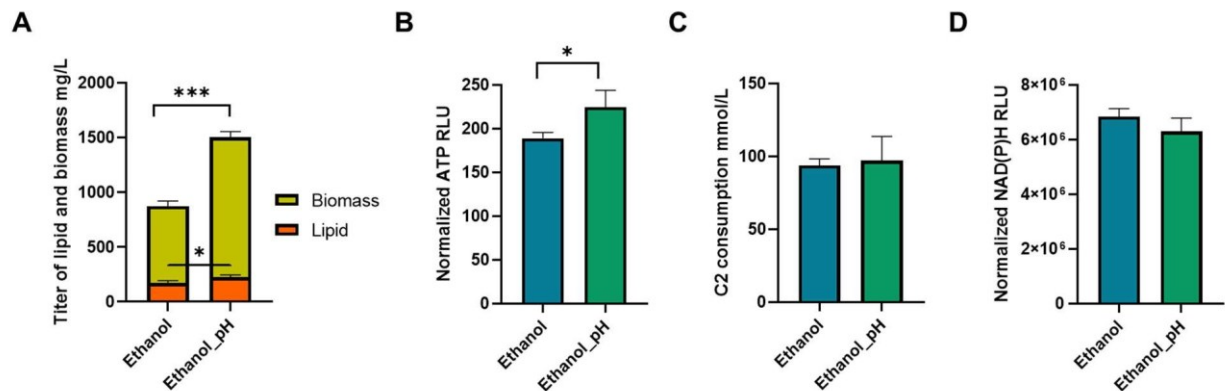 A
Titer of lipid and biomass mg/L
2000
1500
1000
500
0
***
*
Ethanol
Ethanol_pH
Biomass
Lipid
B
Normalized ATP RLU
250
200
150
100
50
0
*
Ethanol
Ethanol_pH
C
C2 consumption mmol/L
150
100
50
0
Ethanol
Ethanol_pH
D
Normalized NAD(P)H RLU
8×10⁶
6×10⁶
4×10⁶
2×10⁶
0
Ethanol
Ethanol_pH